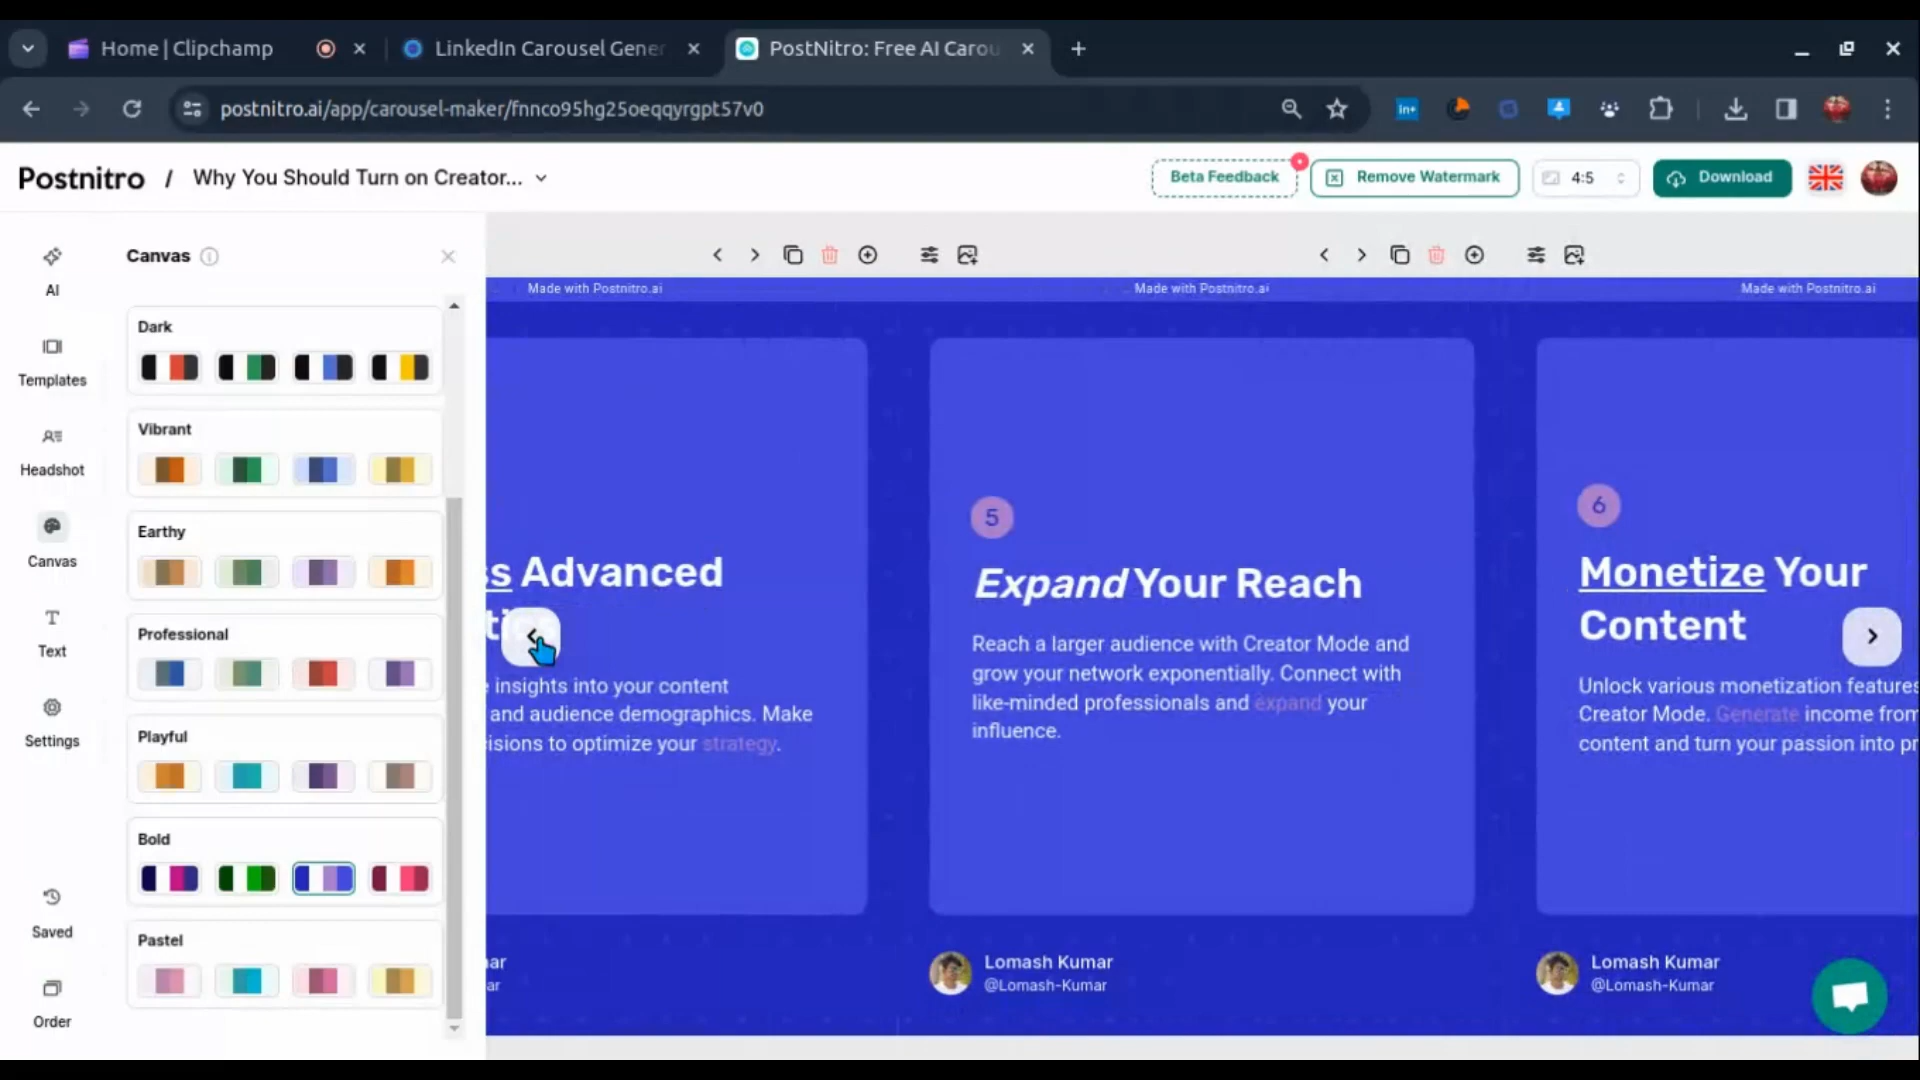 Home | Clipchamp
LinkedIn Carousel Gener
PostNitro: Free AI Carou
postnitro.ai/app/carousel-maker/fnnco95hg25oeqqyrgpt57v0
in+
Postnitro / Why You Should Turn on Creator...
Beta Feedback
Remove Watermark
4:5
Download
AI
Templates
Headshot
Canvas
Text
Settings
Saved
Order
Canvas
Dark
Vibrant
Earthy
Professional
Playful
Bold
Pastel
Made with Postnitro.ai
ss Advanced
insights into your content
and audience demographics. Make
isions to optimize your strategy.
ar
ar
Made with Postnitro.ai
5
Expand Your Reach
Reach a larger audience with Creator Mode and
grow your network exponentially. Connect with
like-minded professionals and expand your
influence.
Lomash Kumar
@Lomash-Kumar
Made with Postnitro.ai
6
Monetize Your
Content
Unlock various monetization features
Creator Mode. Generate income from
content and turn your passion into pr
Lomash Kumar
@Lomash-Kumar